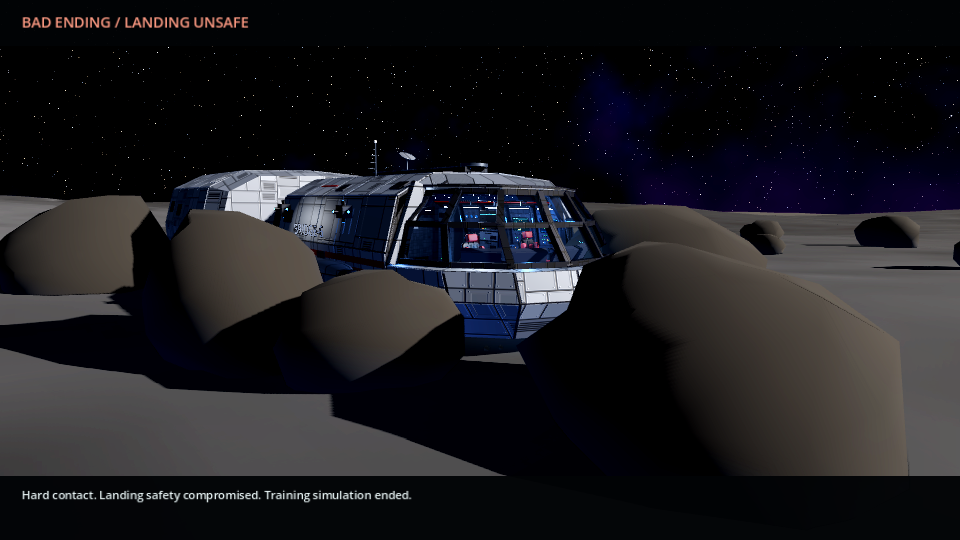 BAD ENDING / LANDING UNSAFE
Hard contact. Landing safety compromised. Training simulation ended.